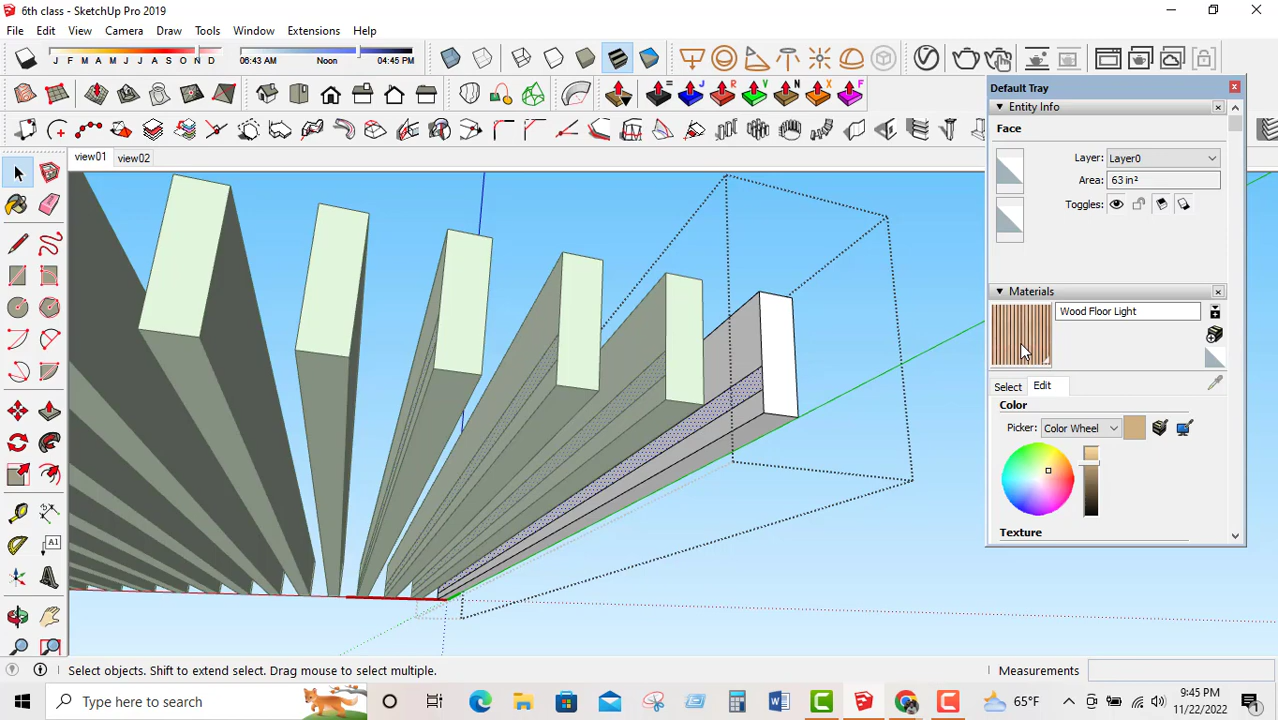 6th class - SketchUp Pro 2019
File Edit View Camera Draw Tools Window Extensions Help
J F M A M J J A S O N D 06:43 AM Noon 04:45 PM
Default Tray
Entity Info
= J R V N X F
Face
view01 view02
Layer: Layer0
Area: 63 in²
Toggles:
Materials
Wood Floor Light
Select Edit
Color
Picker: Color Wheel
Texture
A1
Select objects. Shift to extend select. Drag mouse to select multiple. Measurements
Type here to search
65°F
9:45 PM
11/22/2022